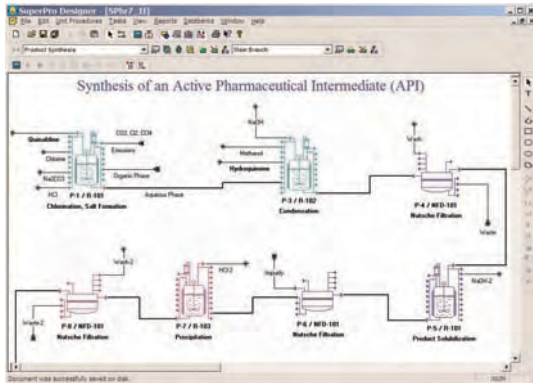 SuperPro Designer - [SPhr7_1I]
File Edit Unit Procedures Tasks View Reports Databanks Window Help
Product Synthesis
Main Branch
Synthesis of an Active Pharmaceutical Intermediate (API)
Quinaldine
Chlorine
Na2CO3
HCl
CO2, Cl2, CCl4
Emissions
Organic Phase
Aqueous Phase
P-1 / R-101
Chlorination, Salt Formation
NaOH
Methanol
Hydroquinone
P-3 / R-102
Condensation
Wash
Waste
P-4 / NFD-101
Nutsche Filtration
Wash-2
Waste-2
P-8 / NFD-101
Nutsche Filtration
HCl-2
P-7 / R-103
Precipitation
P-6 / NFD-101
Nutsche Filtration
NaOH-2
P-5 / R-101
Product Solubilization
Document was successfully saved on disk.